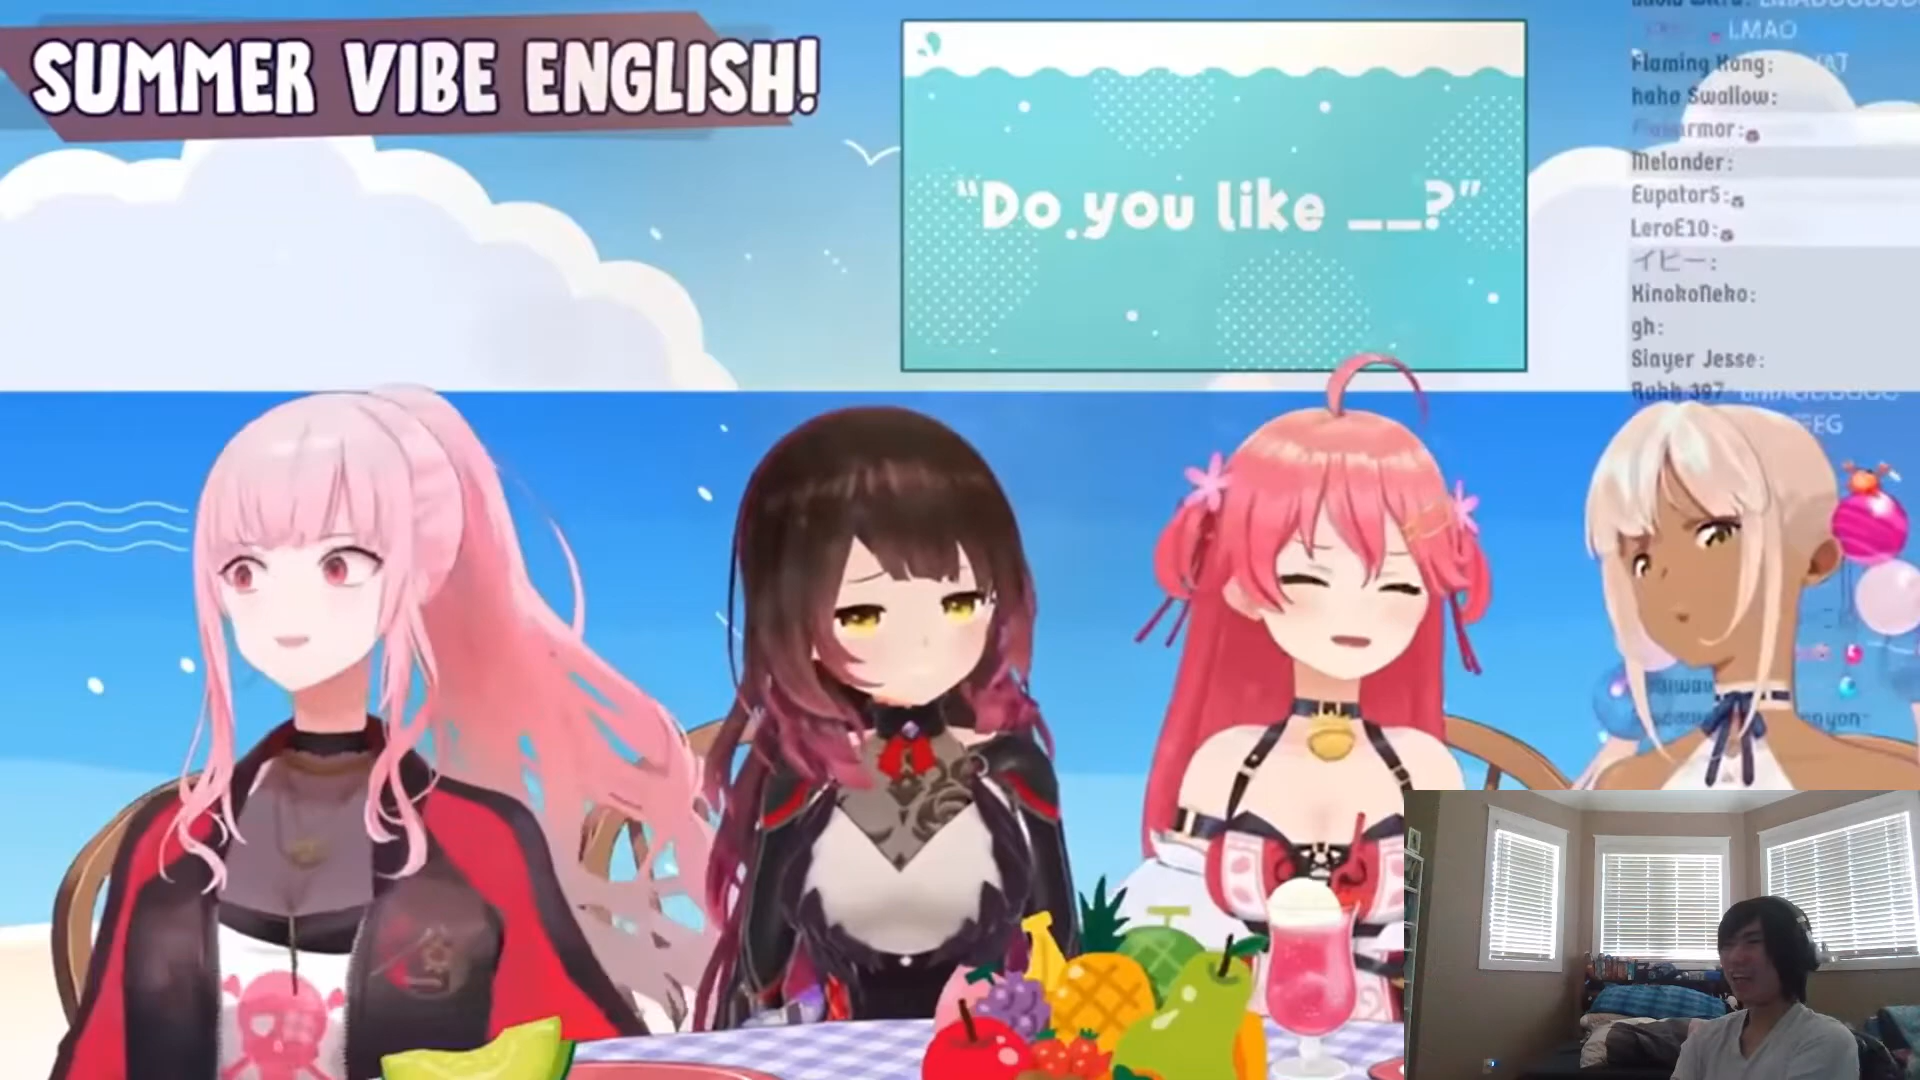 SUMMER VIBE ENGLISH!
"Do you like __?"
LMAO
Flaming Kong:
haha Swallow:
Melander:
Eupator5:
LeroE10:
イビー:
KinokoNeko:
gh:
Slayer Jesse: